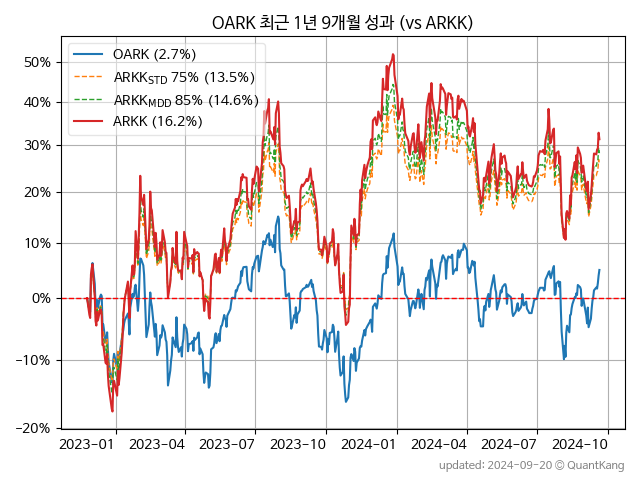 OARK 최근 1년 9개월 성과 (vs ARKK)
OARK (2.7%)
ARKK_STD 75% (13.5%)
ARKK_MDD 85% (14.6%)
ARKK (16.2%)
50%
40%
30%
20%
10%
0%
−10%
−20%
2023-01 2023-04 2023-07 2023-10 2024-01 2024-04 2024-07 2024-10
updated: 2024-09-20 © QuantKang